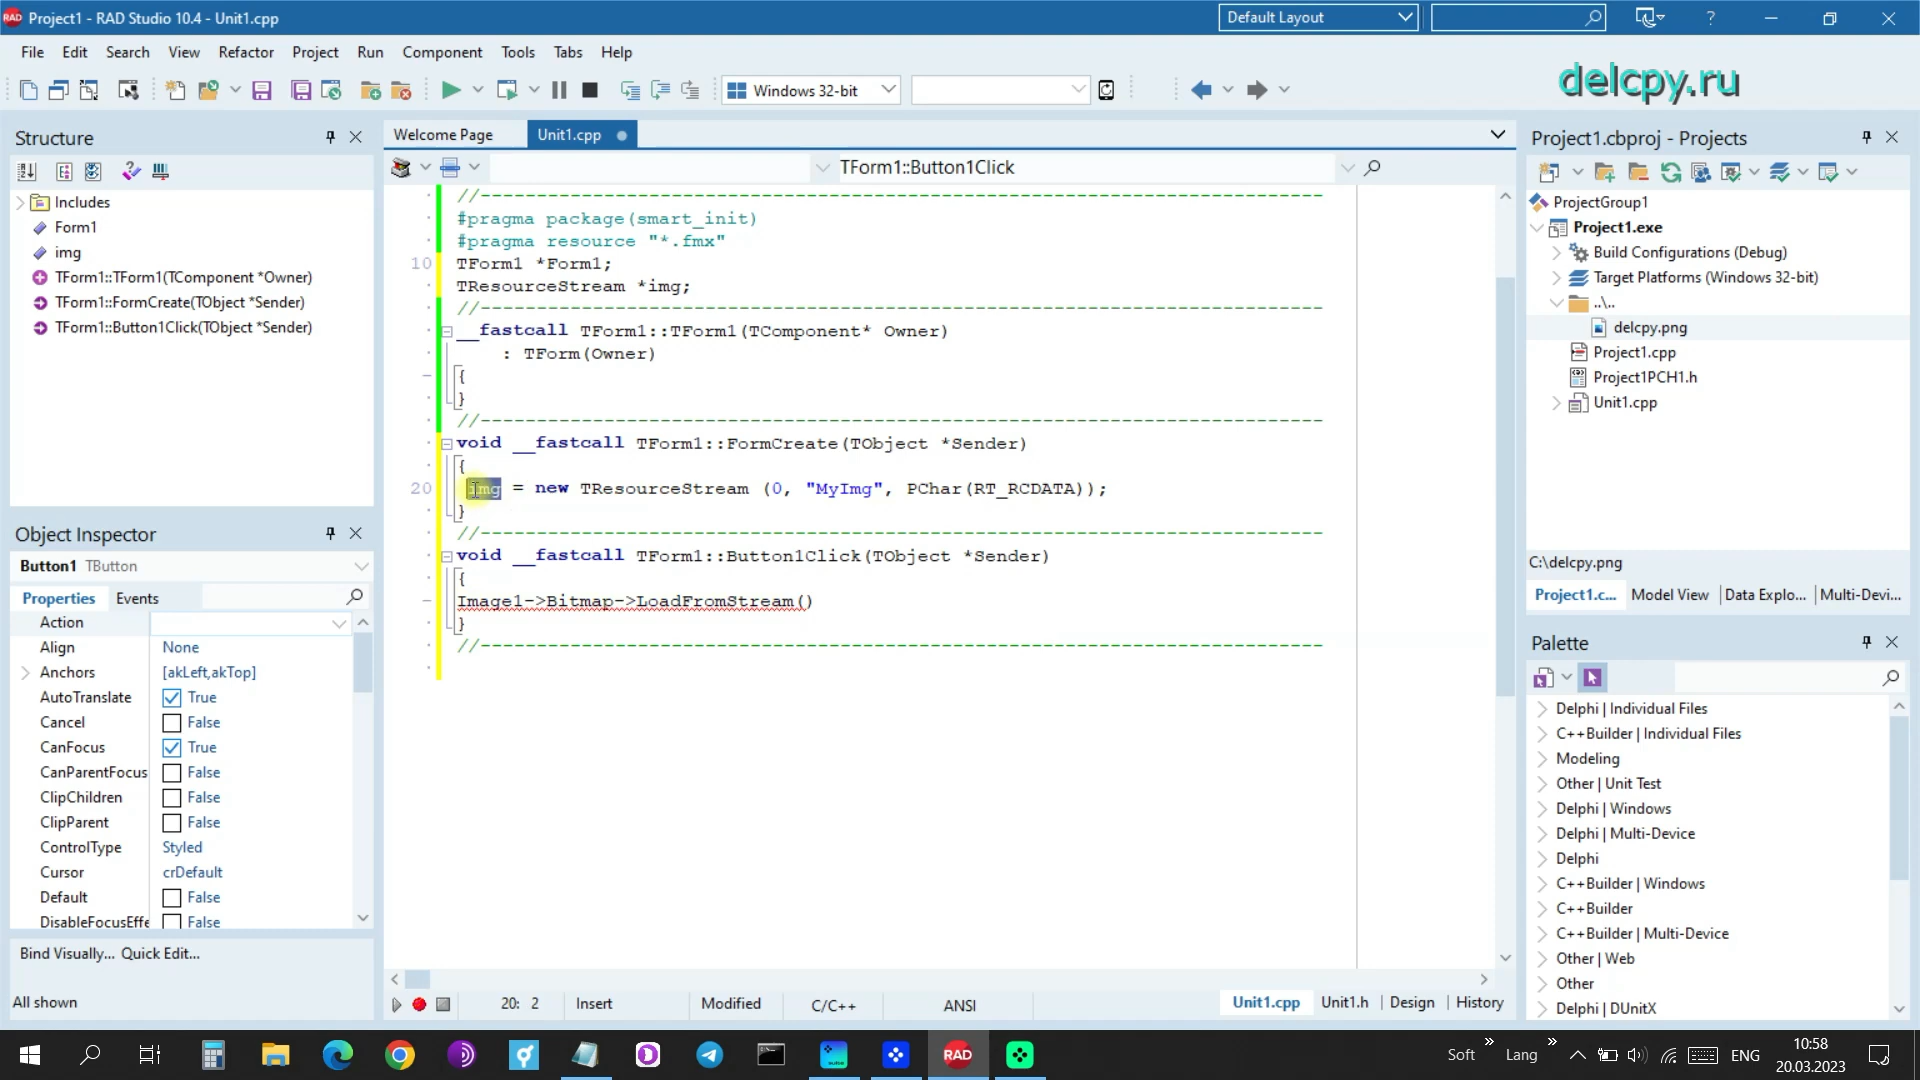 Project1 - RAD Studio 10.4 - Unit1.cpp
Default Layout
File Edit Search View Refactor Project Run Component Tools Tabs Help
Windows 32-bit
delcpy.ru
Structure
Includes
Form1
img
TForm1::TForm1(TComponent *Owner)
TForm1::FormCreate(TObject *Sender)
TForm1::Button1Click(TObject *Sender)
Object Inspector
Button1 TButton
Properties Events
Action
Align None
Anchors [akLeft,akTop]
AutoTranslate True
Cancel False
CanFocus True
CanParentFocus False
ClipChildren False
ClipParent False
ControlType Styled
Cursor crDefault
Default False
DisableFocusEffe False
Bind Visually... Quick Edit...
All shown
Welcome Page Unit1.cpp
TForm1::Button1Click
//---------------------------------------------------------------------------
#pragma package(smart_init)
#pragma resource "*.fmx"
10 TForm1 *Form1;
TResourceStream *img;
//---------------------------------------------------------------------------
__fastcall TForm1::TForm1(TComponent* Owner)
: TForm(Owner)
{
}
//---------------------------------------------------------------------------
void __fastcall TForm1::FormCreate(TObject *Sender)
{
20 img = new TResourceStream (0, "MyImg", PChar(RT_RCDATA));
}
//---------------------------------------------------------------------------
void __fastcall TForm1::Button1Click(TObject *Sender)
{
Image1->Bitmap->LoadFromStream()
}
//---------------------------------------------------------------------------
20: 2 Insert Modified C/C++ ANSI
Unit1.cpp Unit1.h Design History
Project1.cbproj - Projects
ProjectGroup1
Project1.exe
Build Configurations (Debug)
Target Platforms (Windows 32-bit)
..\..
delcpy.png
Project1.cpp
Project1PCH1.h
Unit1.cpp
C:\delcpy.png
Project1.c... Model View Data Explo... Multi-Devi...
Palette
Delphi | Individual Files
C++Builder | Individual Files
Modeling
Other | Unit Test
Delphi | Windows
Delphi | Multi-Device
Delphi
C++Builder | Windows
C++Builder
C++Builder | Multi-Device
Other | Web
Other
Delphi | DUnitX
RAD
Soft » Lang » ENG
10:58
20.03.2023